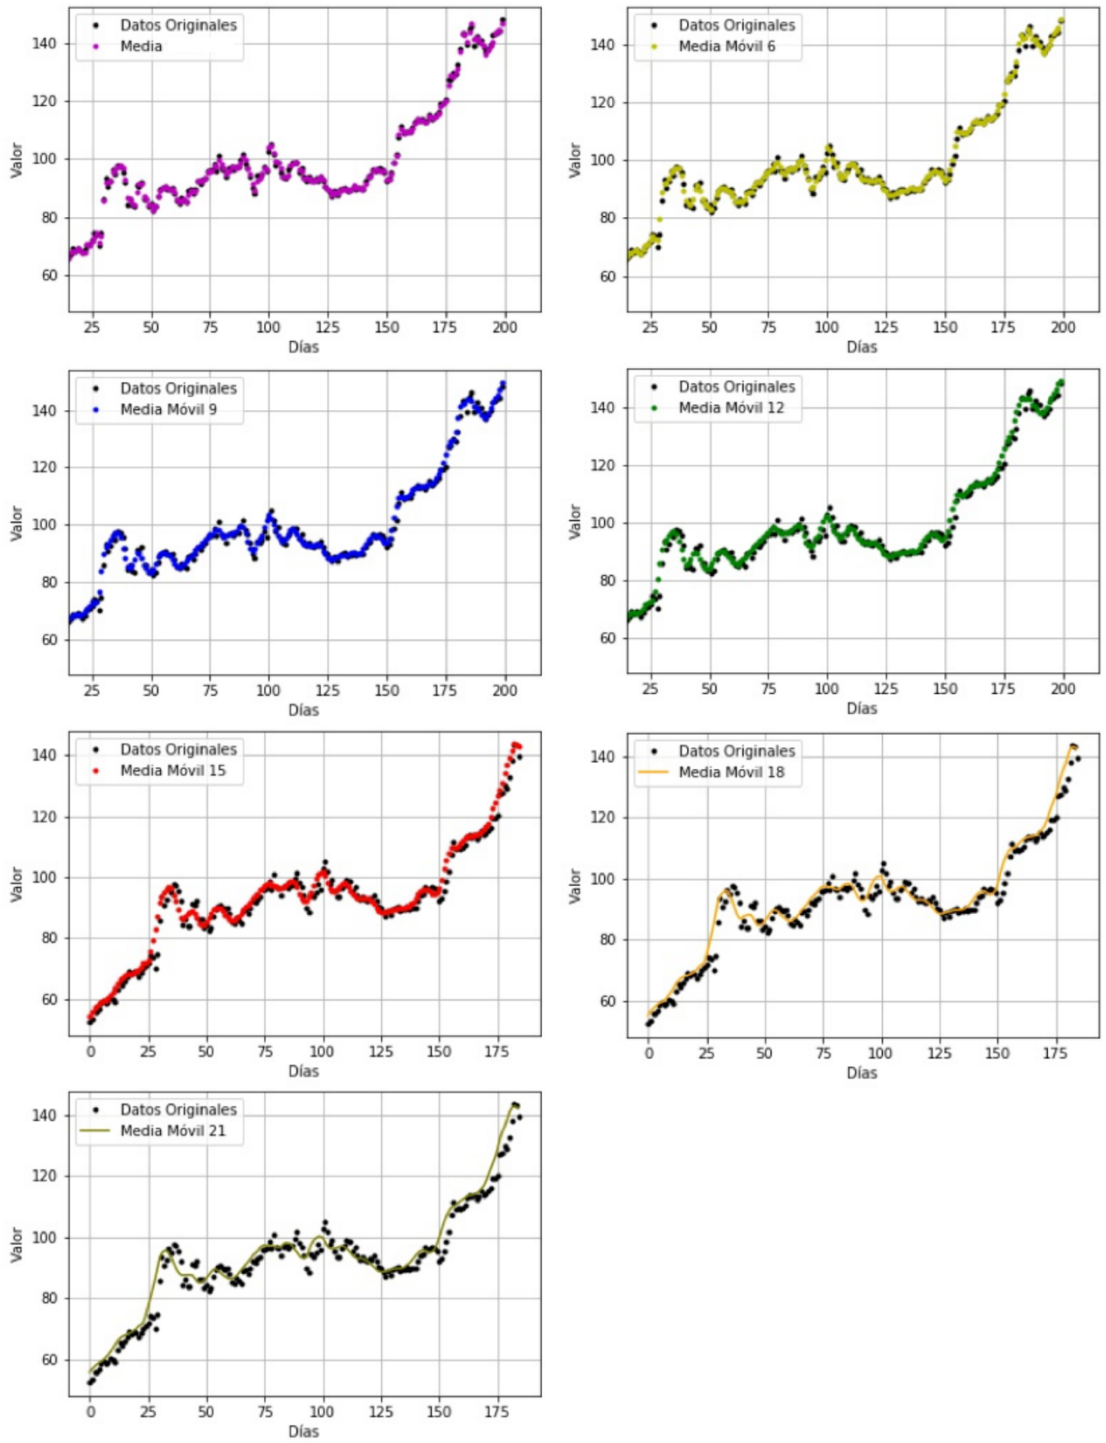 Datos Originales
Media
Valor
140
120
100
80
60
25 50 75 100 125 150 175 200
Días
Datos Originales
Media Móvil 6
Valor
140
120
100
80
60
25 50 75 100 125 150 175 200
Días
Datos Originales
Media Móvil 9
Valor
140
120
100
80
60
25 50 75 100 125 150 175 200
Días
Datos Originales
Media Móvil 12
Valor
140
120
100
80
60
25 50 75 100 125 150 175 200
Días
Datos Originales
Media Móvil 15
Valor
140
120
100
80
60
0 25 50 75 100 125 150 175
Días
Datos Originales
Media Móvil 18
Valor
140
120
100
80
60
0 25 50 75 100 125 150 175
Días
Datos Originales
Media Móvil 21
Valor
140
120
100
80
60
0 25 50 75 100 125 150 175
Días